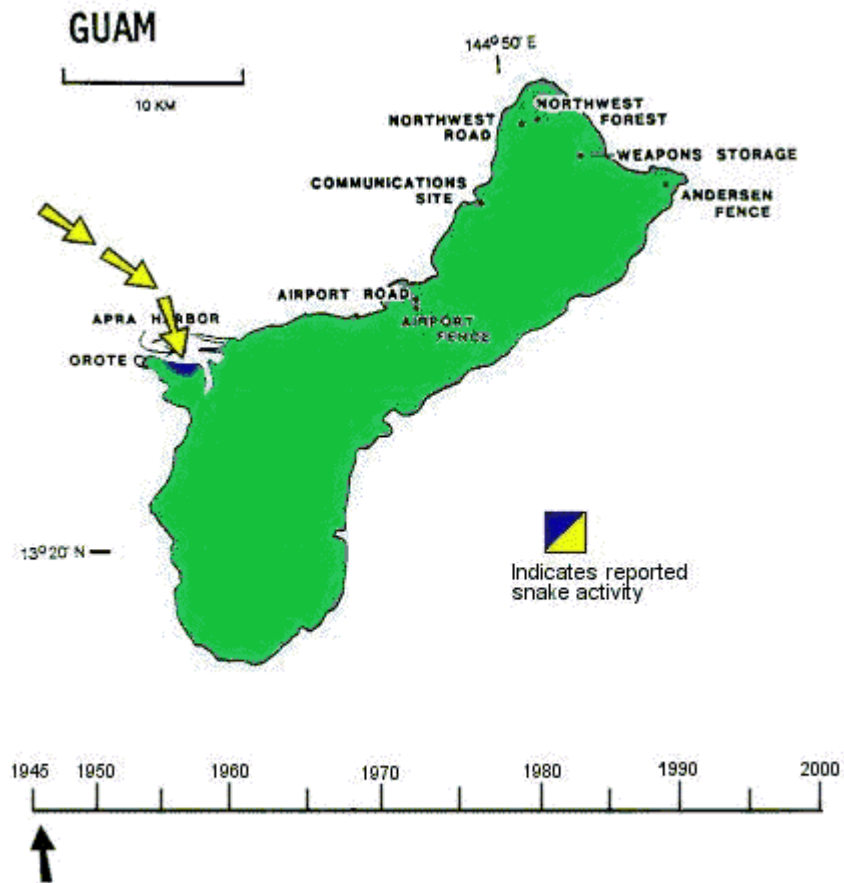 GUAM
10 KM
144° 50' E
NORTHWEST
ROAD
NORTHWEST
FOREST
WEAPONS STORAGE
COMMUNICATIONS
SITE
ANDERSEN
FENCE
AIRPORT ROAD
AIRPORT
FENCE
APRA HARBOR
OROTE
13° 20' N
Indicates reported
snake activity
1945 1950 1960 1970 1980 1990 2000